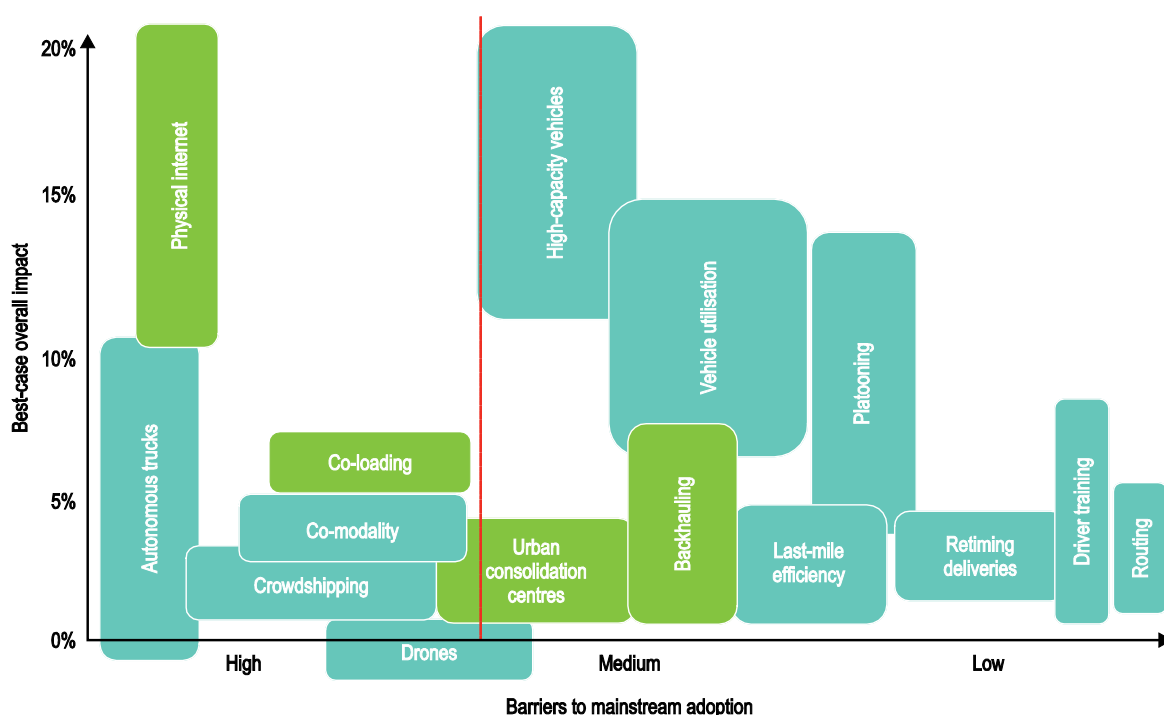 20%
15%
10%
5%
0%
Best-case overall impact
Physical internet
Autonomous trucks
Co-loading
Co-modality
Crowdshipping
Drones
High-capacity vehicles
Urban
consolidation
centres
Vehicle utilisation
Backhauling
Platooning
Last-mile
efficiency
Retiming
deliveries
Driver training
Routing
High
Medium
Low
Barriers to mainstream adoption